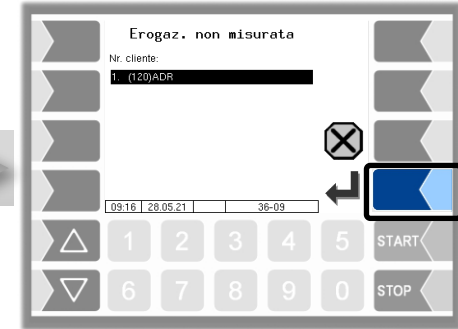 Erogaz. non misurata
Nr. cliente:
1. (120)ADR
09:16 28.05.21 36-09
1 2 3 4 5 START
6 7 8 9 0 STOP